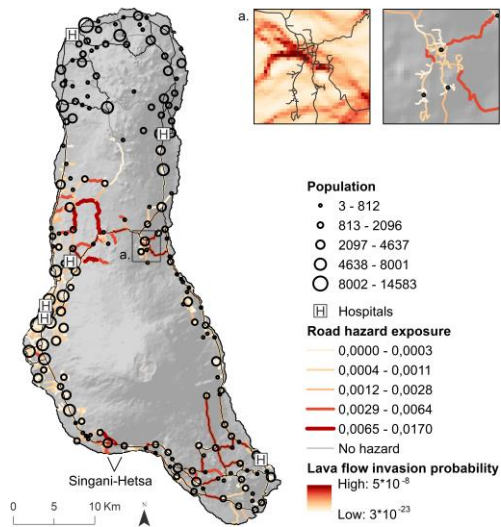 H
a.
H
Population
3 - 812
813 - 2096
2097 - 4637
4638 - 8001
8002 - 14583
a.
H
H Hospitals
H
H
Road hazard exposure
0,0000 - 0,0003
0,0004 - 0,0011
0,0012 - 0,0028
0,0029 - 0,0064
0,0065 - 0,0170
No hazard
H
Singani-Hetsa
Lava flow invasion probability
High: 5*10⁻⁸
Low: 3*10⁻²³
0 5 10 Km
N